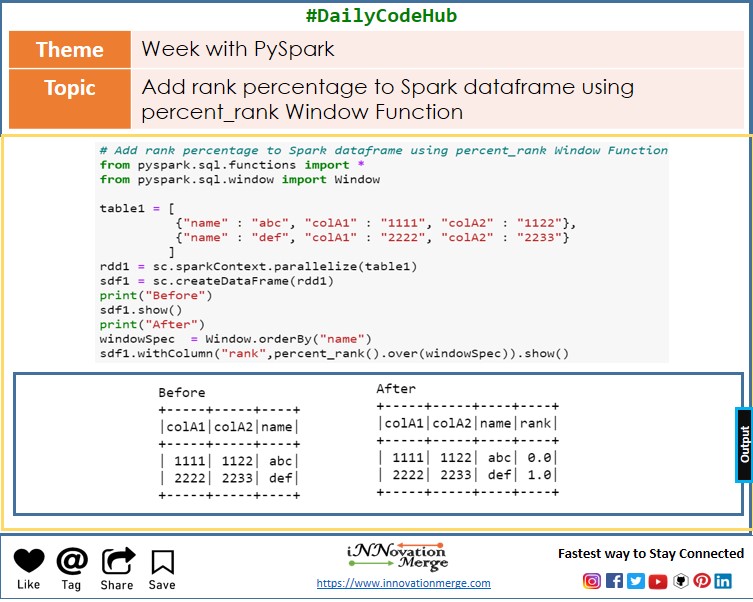 #DailyCodeHub
Theme
Week with PySpark
Topic
Add rank percentage to Spark dataframe using
percent_rank Window Function
# Add rank percentage to Spark dataframe using percent_rank Window Function
from pyspark.sql.functions import *
from pyspark.sql.window import Window
table1 = [
{"name" : "abc", "colA1" : "1111", "colA2" : "1122"},
{"name" : "def", "colA1" : "2222", "colA2" : "2233"}
]
rdd1 = sc.sparkContext.parallelize(table1)
sdf1 = sc.createDataFrame(rdd1)
print("Before")
sdf1.show()
print("After")
windowSpec  = Window.orderBy("name")
sdf1.withColumn("rank",percent_rank().over(windowSpec)).show()
Before
+-----+-----+----+
|colA1|colA2|name|
+-----+-----+----+
| 1111| 1122| abc|
| 2222| 2233| def|
+-----+-----+----+
After
+-----+-----+----+----+
|colA1|colA2|name|rank|
+-----+-----+----+----+
| 1111| 1122| abc| 0.0|
| 2222| 2233| def| 1.0|
+-----+-----+----+----+
Output
Like
Tag
Share
Save
iNNovation
Merge
https://www.innovationmerge.com
Fastest way to Stay Connected